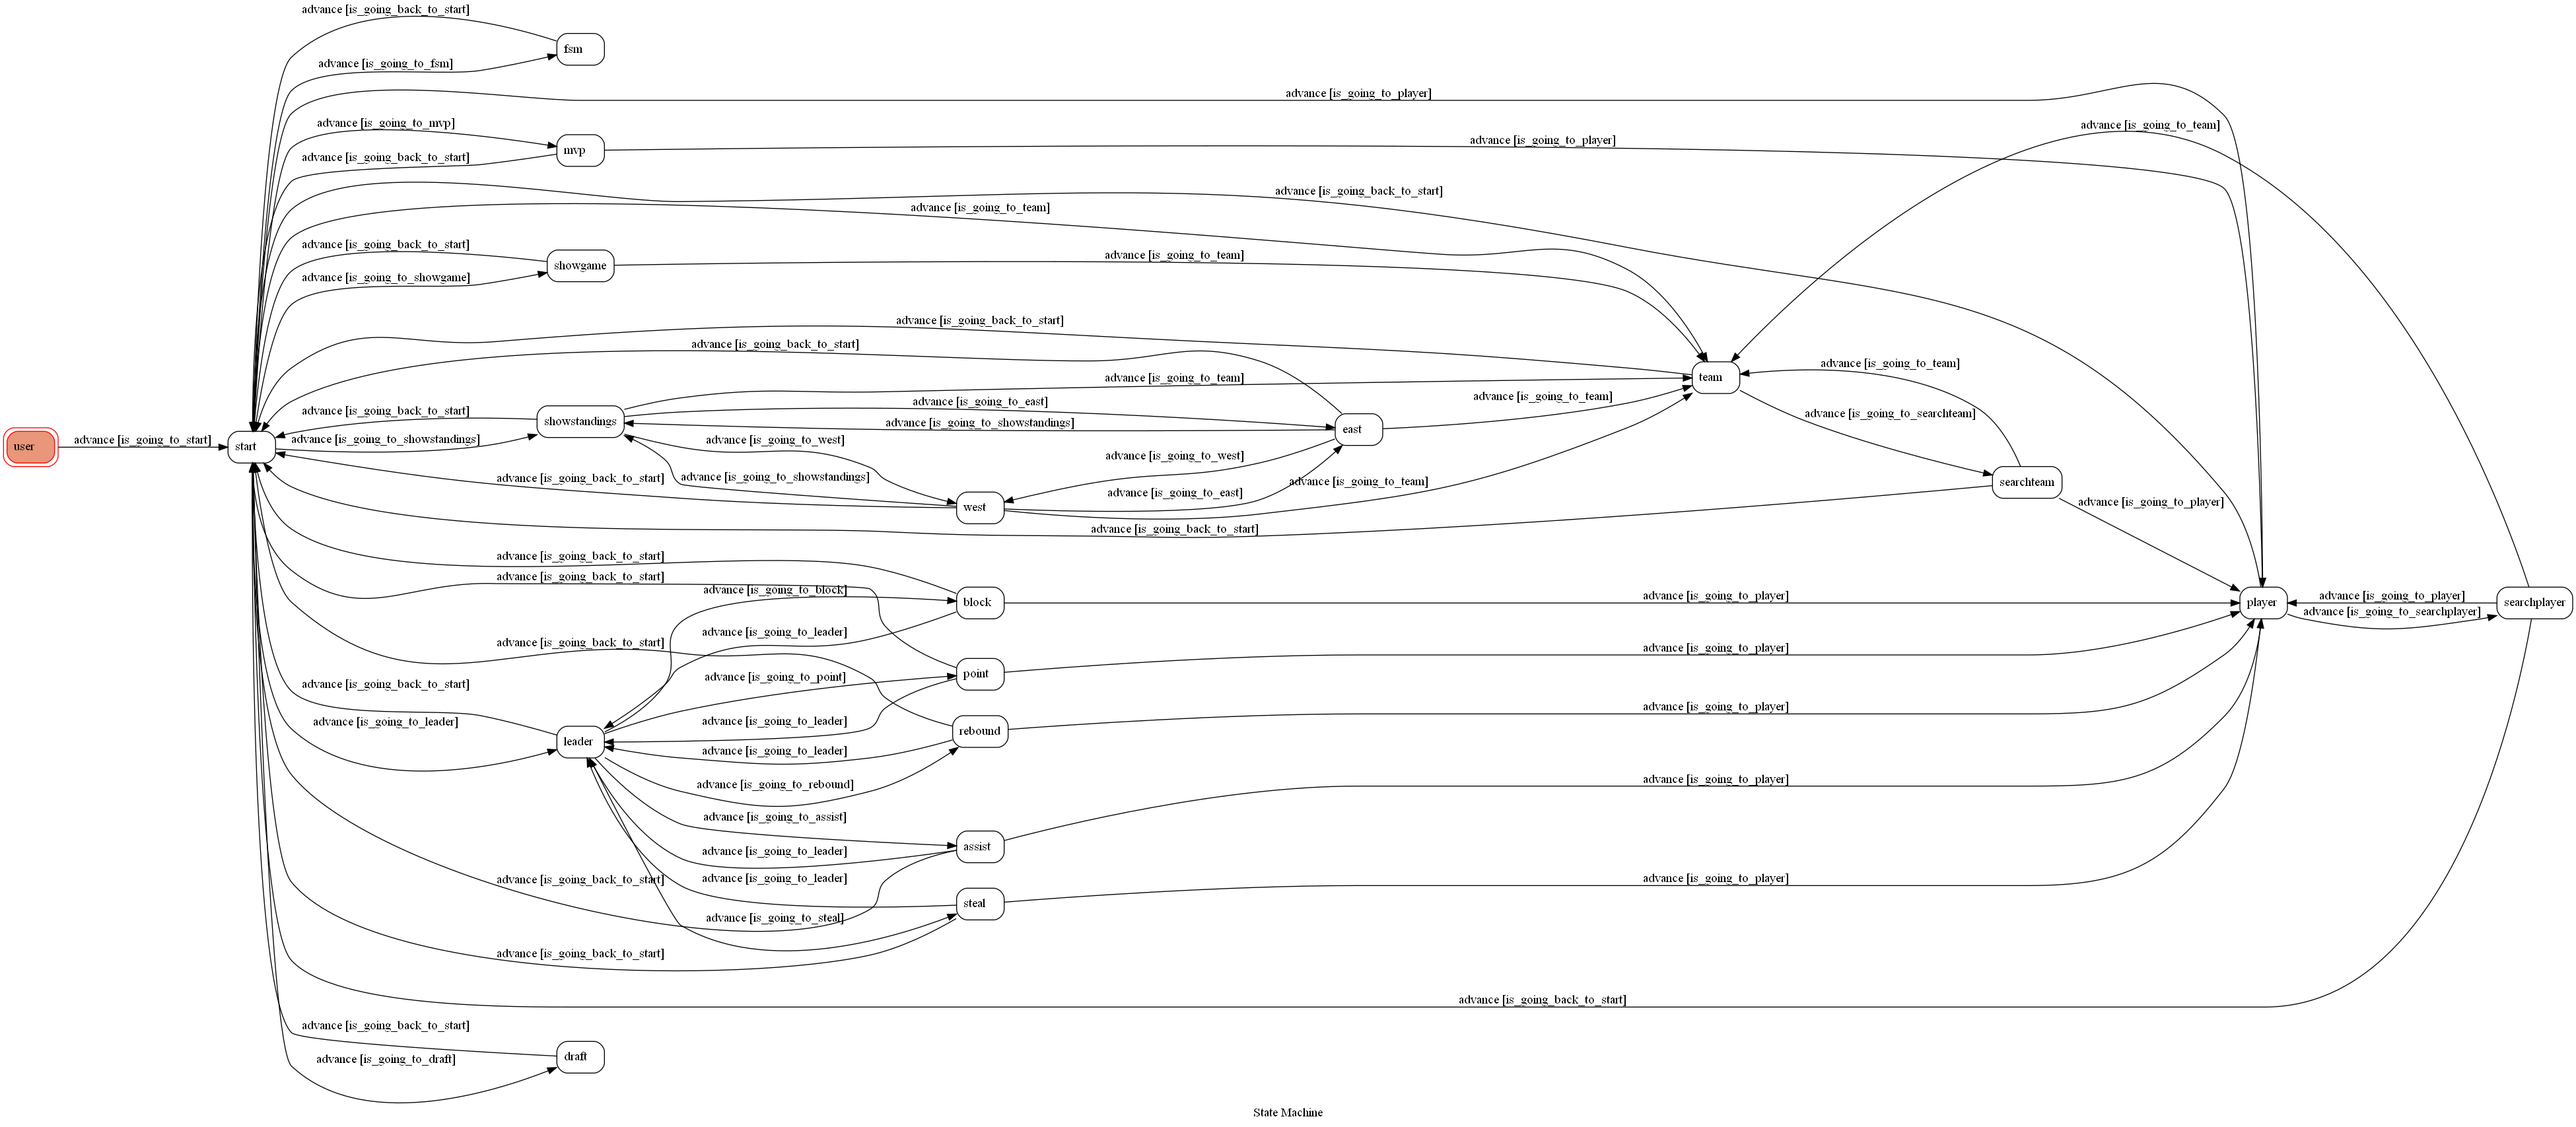 advance [is_going_back_to_start]
fsm
advance [is_going_to_fsm]
advance [is_going_to_player]
advance [is_going_to_mvp]
advance [is_going_to_team]
advance [is_going_to_player]
mvp
advance [is_going_back_to_start]
advance [is_going_back_to_start]
advance [is_going_to_team]
advance [is_going_back_to_start]
advance [is_going_to_team]
showgame
advance [is_going_to_showgame]
advance [is_going_back_to_start]
advance [is_going_back_to_start]
advance [is_going_to_team]
team
advance [is_going_to_team]
advance [is_going_to_team]
advance [is_going_to_east]
advance [is_going_back_to_start]
advance [is_going_to_searchteam]
showstandings
advance [is_going_to_showstandings]
east
user
advance [is_going_to_start]
start
advance [is_going_to_showstandings]
advance [is_going_to_west]
advance [is_going_to_west]
advance [is_going_back_to_start]
advance [is_going_to_showstandings]
advance [is_going_to_team]
searchteam
advance [is_going_to_east]
advance [is_going_to_player]
west
advance [is_going_back_to_start]
advance [is_going_back_to_start]
advance [is_going_back_to_start]
advance [is_going_to_block]
block
advance [is_going_to_player]
player
advance [is_going_to_player]
searchplayer
advance [is_going_to_searchplayer]
advance [is_going_to_leader]
advance [is_going_back_to_start]
advance [is_going_to_player]
point
advance [is_going_to_point]
advance [is_going_back_to_start]
advance [is_going_to_player]
advance [is_going_to_leader]
advance [is_going_to_leader]
rebound
leader
advance [is_going_to_leader]
advance [is_going_to_player]
advance [is_going_to_rebound]
advance [is_going_to_assist]
assist
advance [is_going_to_leader]
advance [is_going_back_to_start]
advance [is_going_to_leader]
advance [is_going_to_player]
steal
advance [is_going_to_steal]
advance [is_going_back_to_start]
advance [is_going_back_to_start]
advance [is_going_back_to_start]
draft
advance [is_going_to_draft]
State Machine